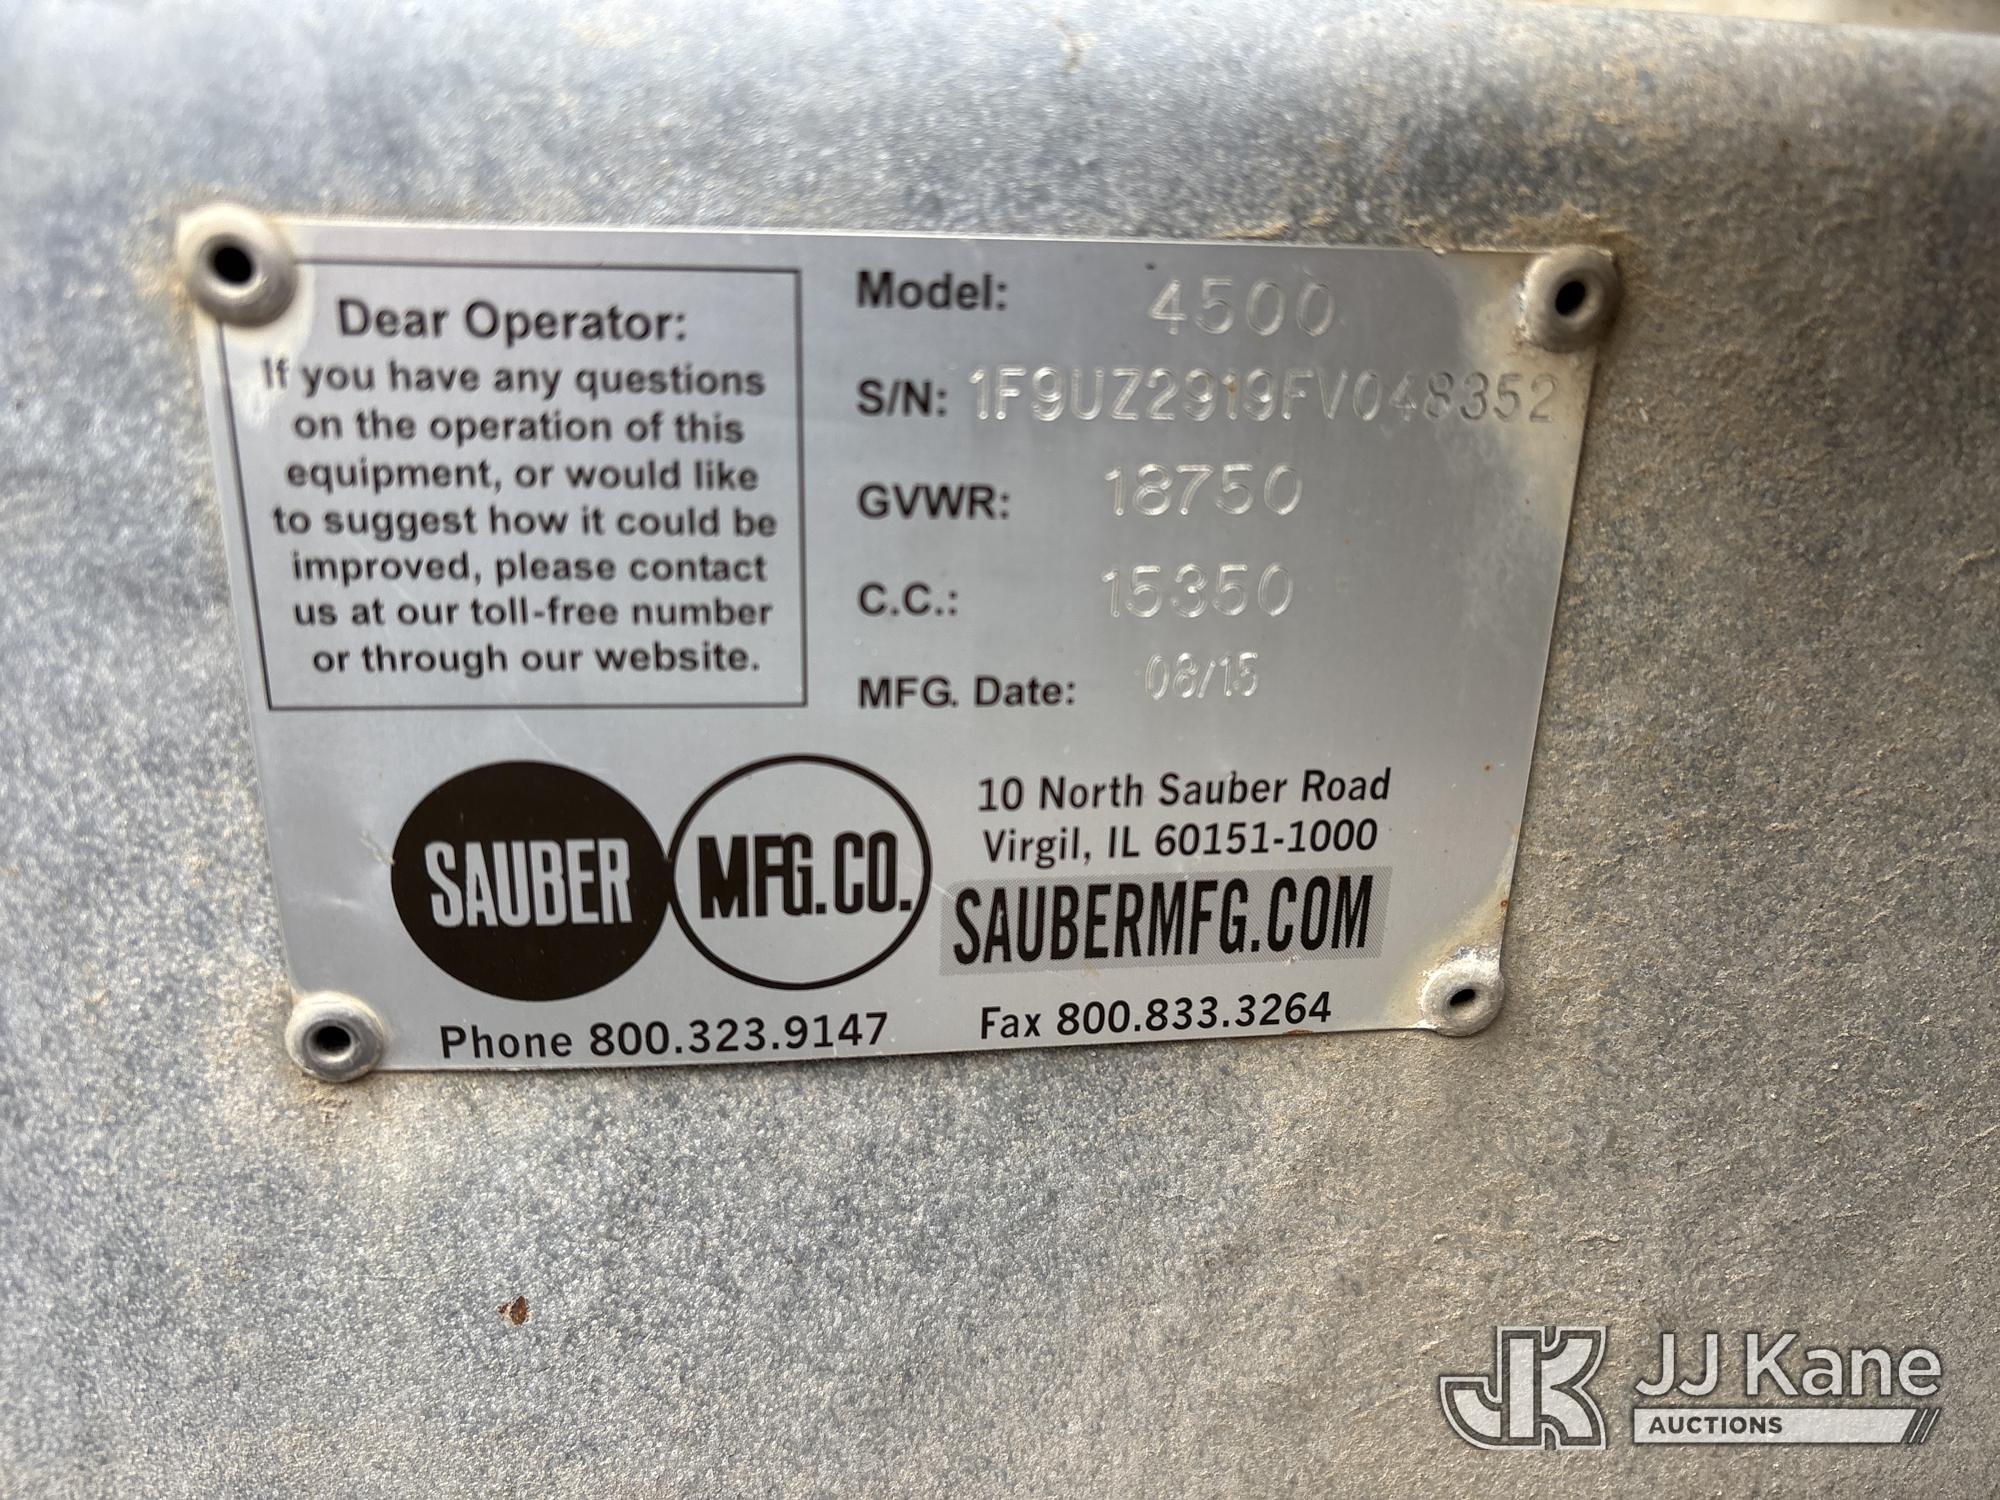 Dear Operator:
If you have any questions
on the operation of this
equipment, or would like
to suggest how it could be
improved, please contact
us at our toll-free number
or through our website.
Model: 4500
S/N: 1F9UZ2919FV048352
GVWR: 18750
C.C.: 15350
MFG. Date: 08/15
SAUBER MFG.CO.
10 North Sauber Road
Virgil, IL 60151-1000
SAUBERMFG.COM
Phone 800.323.9147 Fax 800.833.3264
JK JJ Kane
AUCTIONS